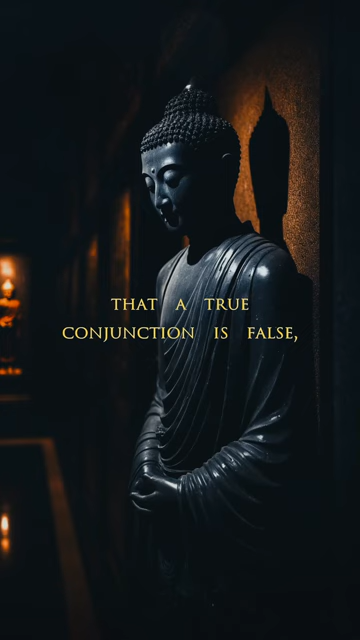 THAT A TRUE
CONJUNCTION IS FALSE,